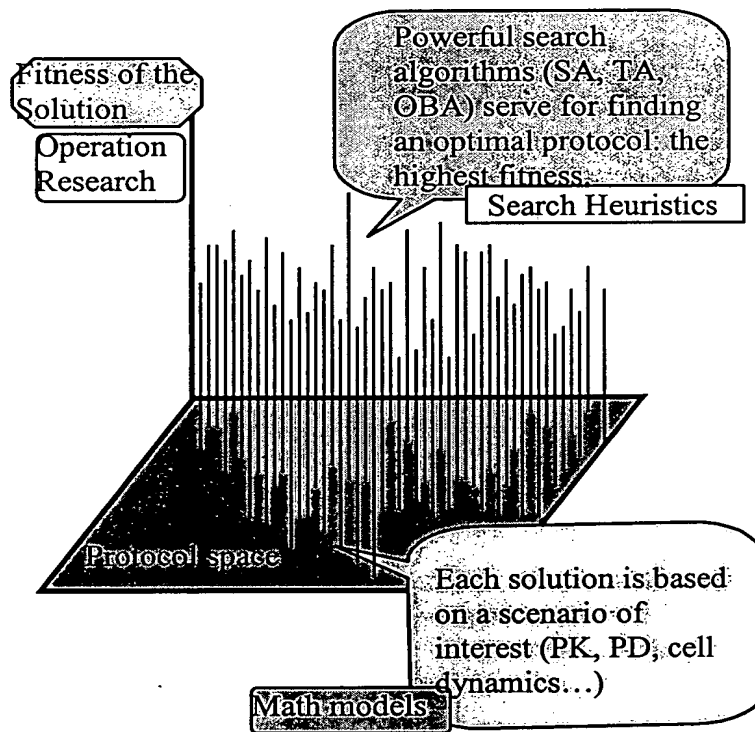 Fitness of the
Solution
Operation
Research
Powerful search
algorithms (SA, TA,
OBA) serve for finding
an optimal protocol: the
highest fitness.
Search Heuristics
Protocol space
Each solution is based
on a scenario of
interest (PK, PD, cell
dynamics…)
Math models